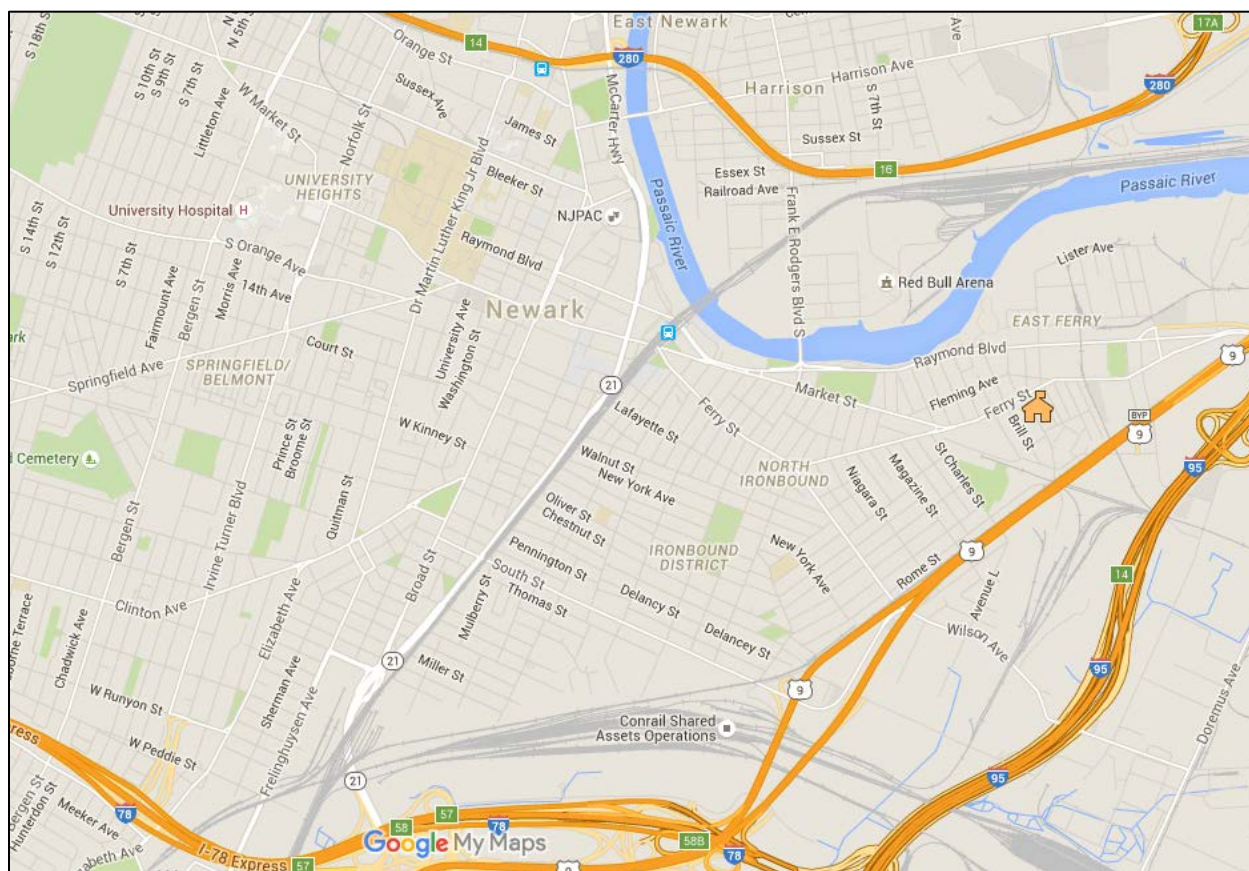 East Newark
17A
14
280
Orange St
S 18th St
N 5th St
S 10th St
S 9th St
S 7th St
Littleton Ave
W Market St
Sussex Ave
Norfolk St
McCarter Hwy
James St
Harrison
Harrison Ave
S 7th St
Ave
280
Sussex St
16
Essex St
Railroad Ave
Passaic River
Bleeker St
UNIVERSITY
HEIGHTS
University Hospital
H
NJPAC
Dr Martin Luther King Jr Blvd
Passaic River
Frank E Rodgers Blvd S
S 14th St
S 12th St
S 7th St
S Orange Ave
Raymond Blvd
Lister Ave
Fairmount Ave
Bergen St
Morris Ave
14th Ave
Red Bull Arena
Newark
EAST FERRY
Court St
University Ave
Washington St
Raymond Blvd
9
SPRINGFIELD/
BELMONT
Springfield Ave
21
Market St
Fleming Ave
Ferry St
Brill St
BYP
9
Lafayette St
Ferry St
W Kinney St
Prince St
Broome St
Cemetery
Walnut St
New York Ave
NORTH
IRONBOUND
St Charles St
95
Niagara St
Magazine St
Quitman St
Oliver St
Chestnut St
Irvine Turner Blvd
Bergen St
IRONBOUND
DISTRICT
New York Ave
9
Pennington St
Broad St
Rome St
14
South St
Thomas St
Delancy St
Avenue L
Clinton Ave
Elizabeth Ave
Mulberry St
Wilson Ave
Delancey St
Terrace
Chadwick Ave
21
Miller St
95
9
Doremus Ave
Sherman Ave
W Runyon St
Frelinghuysen Ave
Conrail Shared
Assets Operations
W Peddie St
21
95
Bergen St
Hunterdon St
Meeker Ave
78
57
58
78
Google My Maps
58B
78
I-78 Express
57
9